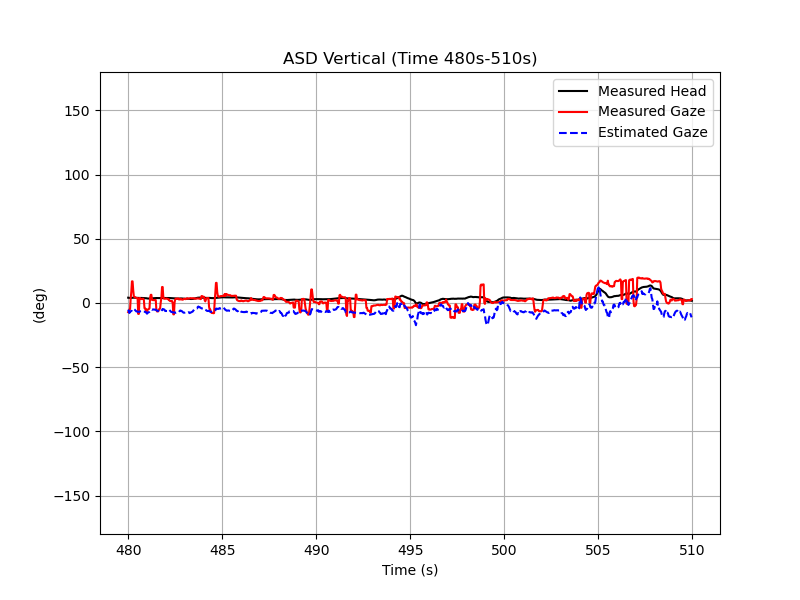 ASD Vertical (Time 480s-510s)
Measured Head
Measured Gaze
Estimated Gaze
150
100
50
0
−50
−100
−150
(deg)
480 485 490 495 500 505 510
Time (s)